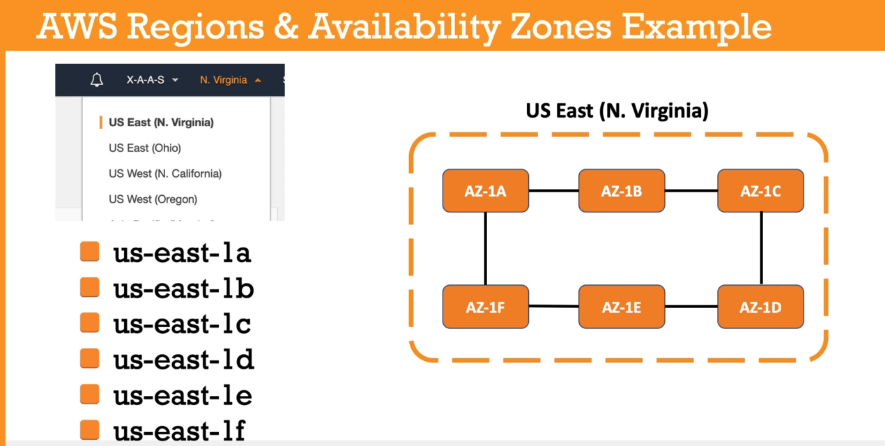 AWS Regions & Availability Zones Example
X-A-A-S
N. Virginia
US East (N. Virginia)
US East (Ohio)
US West (N. California)
US West (Oregon)
us-east-1a
us-east-1b
us-east-1c
us-east-1d
us-east-1e
us-east-1f
US East (N. Virginia)
AZ-1A
AZ-1B
AZ-1C
AZ-1F
AZ-1E
AZ-1D